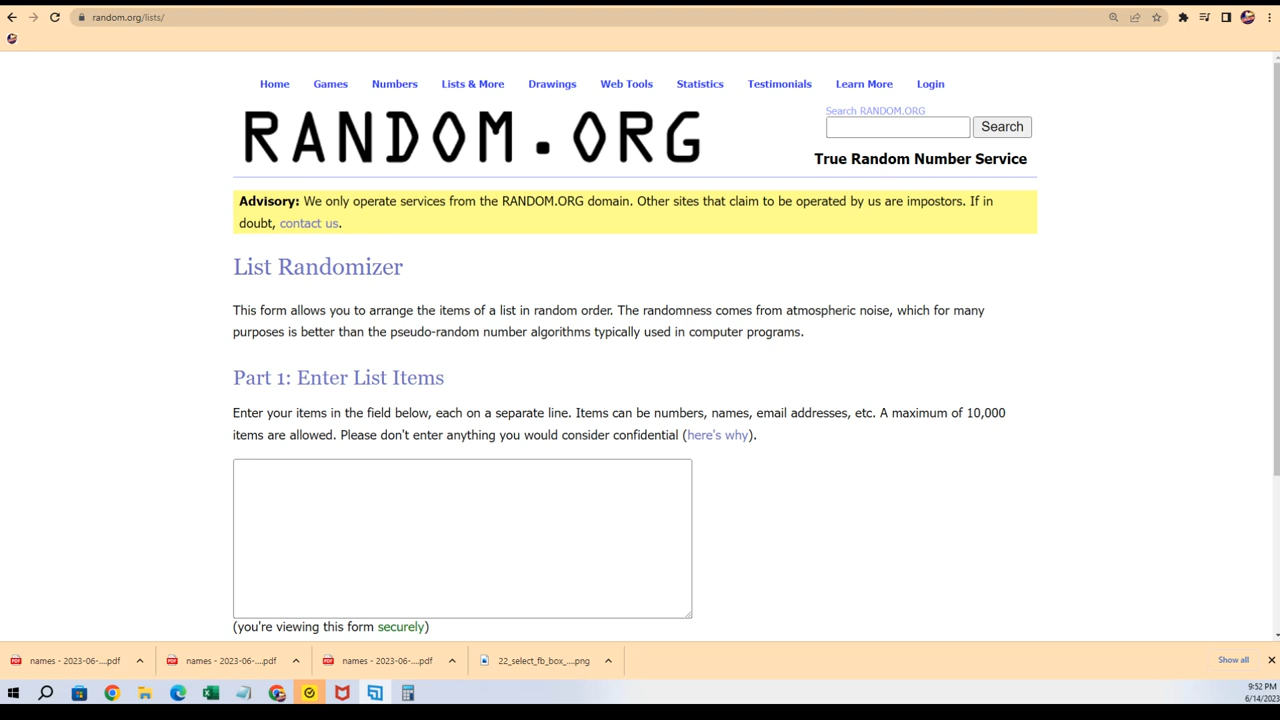 random.org/lists/
Home Games Numbers Lists & More Drawings Web Tools Statistics Testimonials Learn More Login
RANDOM.ORG
Search RANDOM.ORG
Search
True Random Number Service
Advisory: We only operate services from the RANDOM.ORG domain. Other sites that claim to be operated by us are impostors. If in
doubt, contact us.
List Randomizer
This form allows you to arrange the items of a list in random order. The randomness comes from atmospheric noise, which for many
purposes is better than the pseudo-random number algorithms typically used in computer programs.
Part 1: Enter List Items
Enter your items in the field below, each on a separate line. Items can be numbers, names, email addresses, etc. A maximum of 10,000
items are allowed. Please don't enter anything you would consider confidential (here's why).
(you're viewing this form securely)
names - 2023-06-....pdf names - 2023-06-....pdf names - 2023-06-....pdf 22_select_fb_box_....png Show all
9:52 PM
6/14/2023